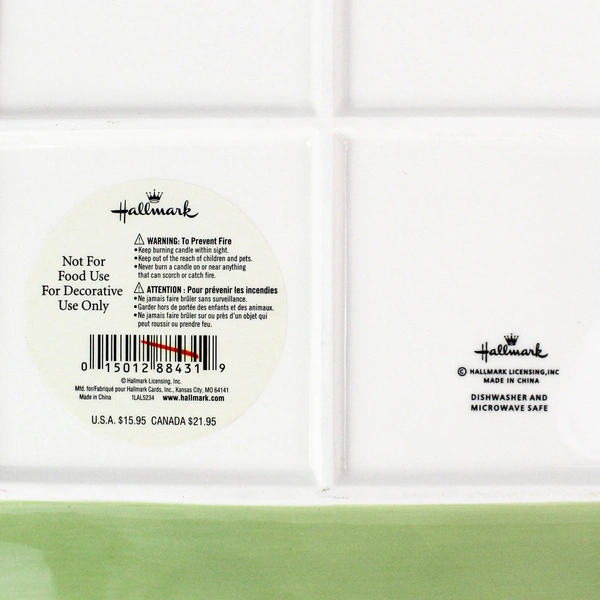 Hallmark
Not For
Food Use
For Decorative
Use Only
WARNING: To Prevent Fire
•Keep burning candle within sight.
•Keep out of the reach of children and pets.
•Never burn a candle on or near anything
that can scorch or catch fire.
ATTENTION : Pour prévenir les incendies
•Ne jamais faire brûler sans surveillance.
•Garder hors de portée des enfants et des animaux.
•Ne jamais faire brûler sur ou près d'un objet qui
peut roussir ou prendre feu.
0 15012 88431 9
© Hallmark Licensing, Inc.
Mfd. for/Fabriqué pour Hallmark Cards, Inc., Kansas City, MO 64141
Made in China 1LAL5234 www.hallmark.com
U.S.A. $15.95 CANADA $21.95
Hallmark
© HALLMARK LICENSING,INC
MADE IN CHINA
DISHWASHER AND
MICROWAVE SAFE